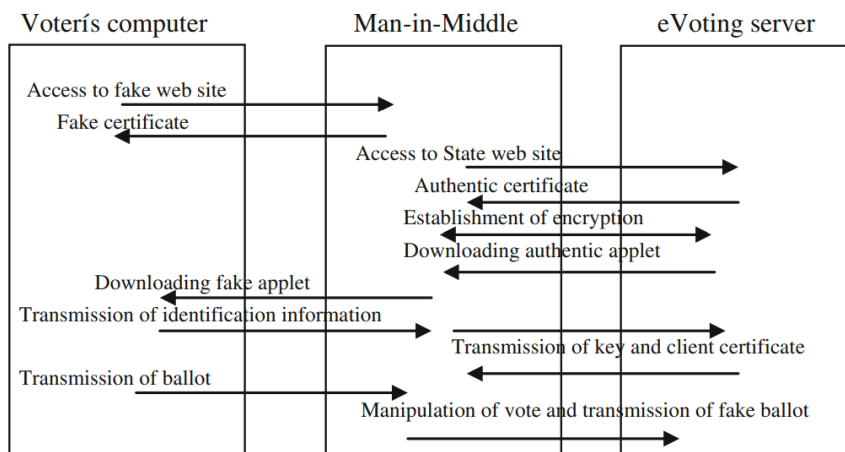 Voterís computer
Man-in-Middle
eVoting server
Access to fake web site
Fake certificate
Access to State web site
Authentic certificate
Establishment of encryption
Downloading authentic applet
Downloading fake applet
Transmission of identification information
Transmission of key and client certificate
Transmission of ballot
Manipulation of vote and transmission of fake ballot